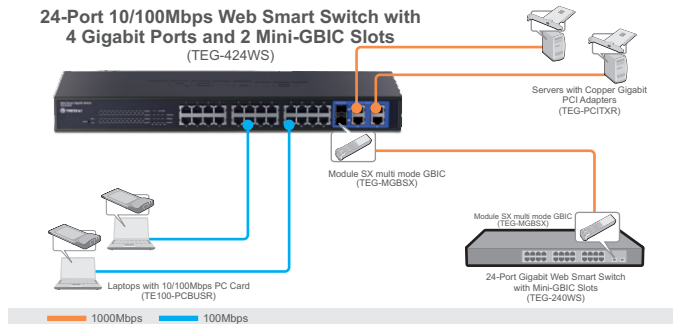 24-Port 10/100Mbps Web Smart Switch with
4 Gigabit Ports and 2 Mini-GBIC Slots
(TEG-424WS)
Servers with Copper Gigabit
PCI Adapters
(TEG-PCITXR)
Module SX multi mode GBIC
(TEG-MGBSX)
Module SX multi mode GBIC
(TEG-MGBSX)
24-Port Gigabit Web Smart Switch
with Mini-GBIC Slots
(TEG-240WS)
Laptops with 10/100Mbps PC Card
(TE100-PCBUSR)
1000Mbps
100Mbps